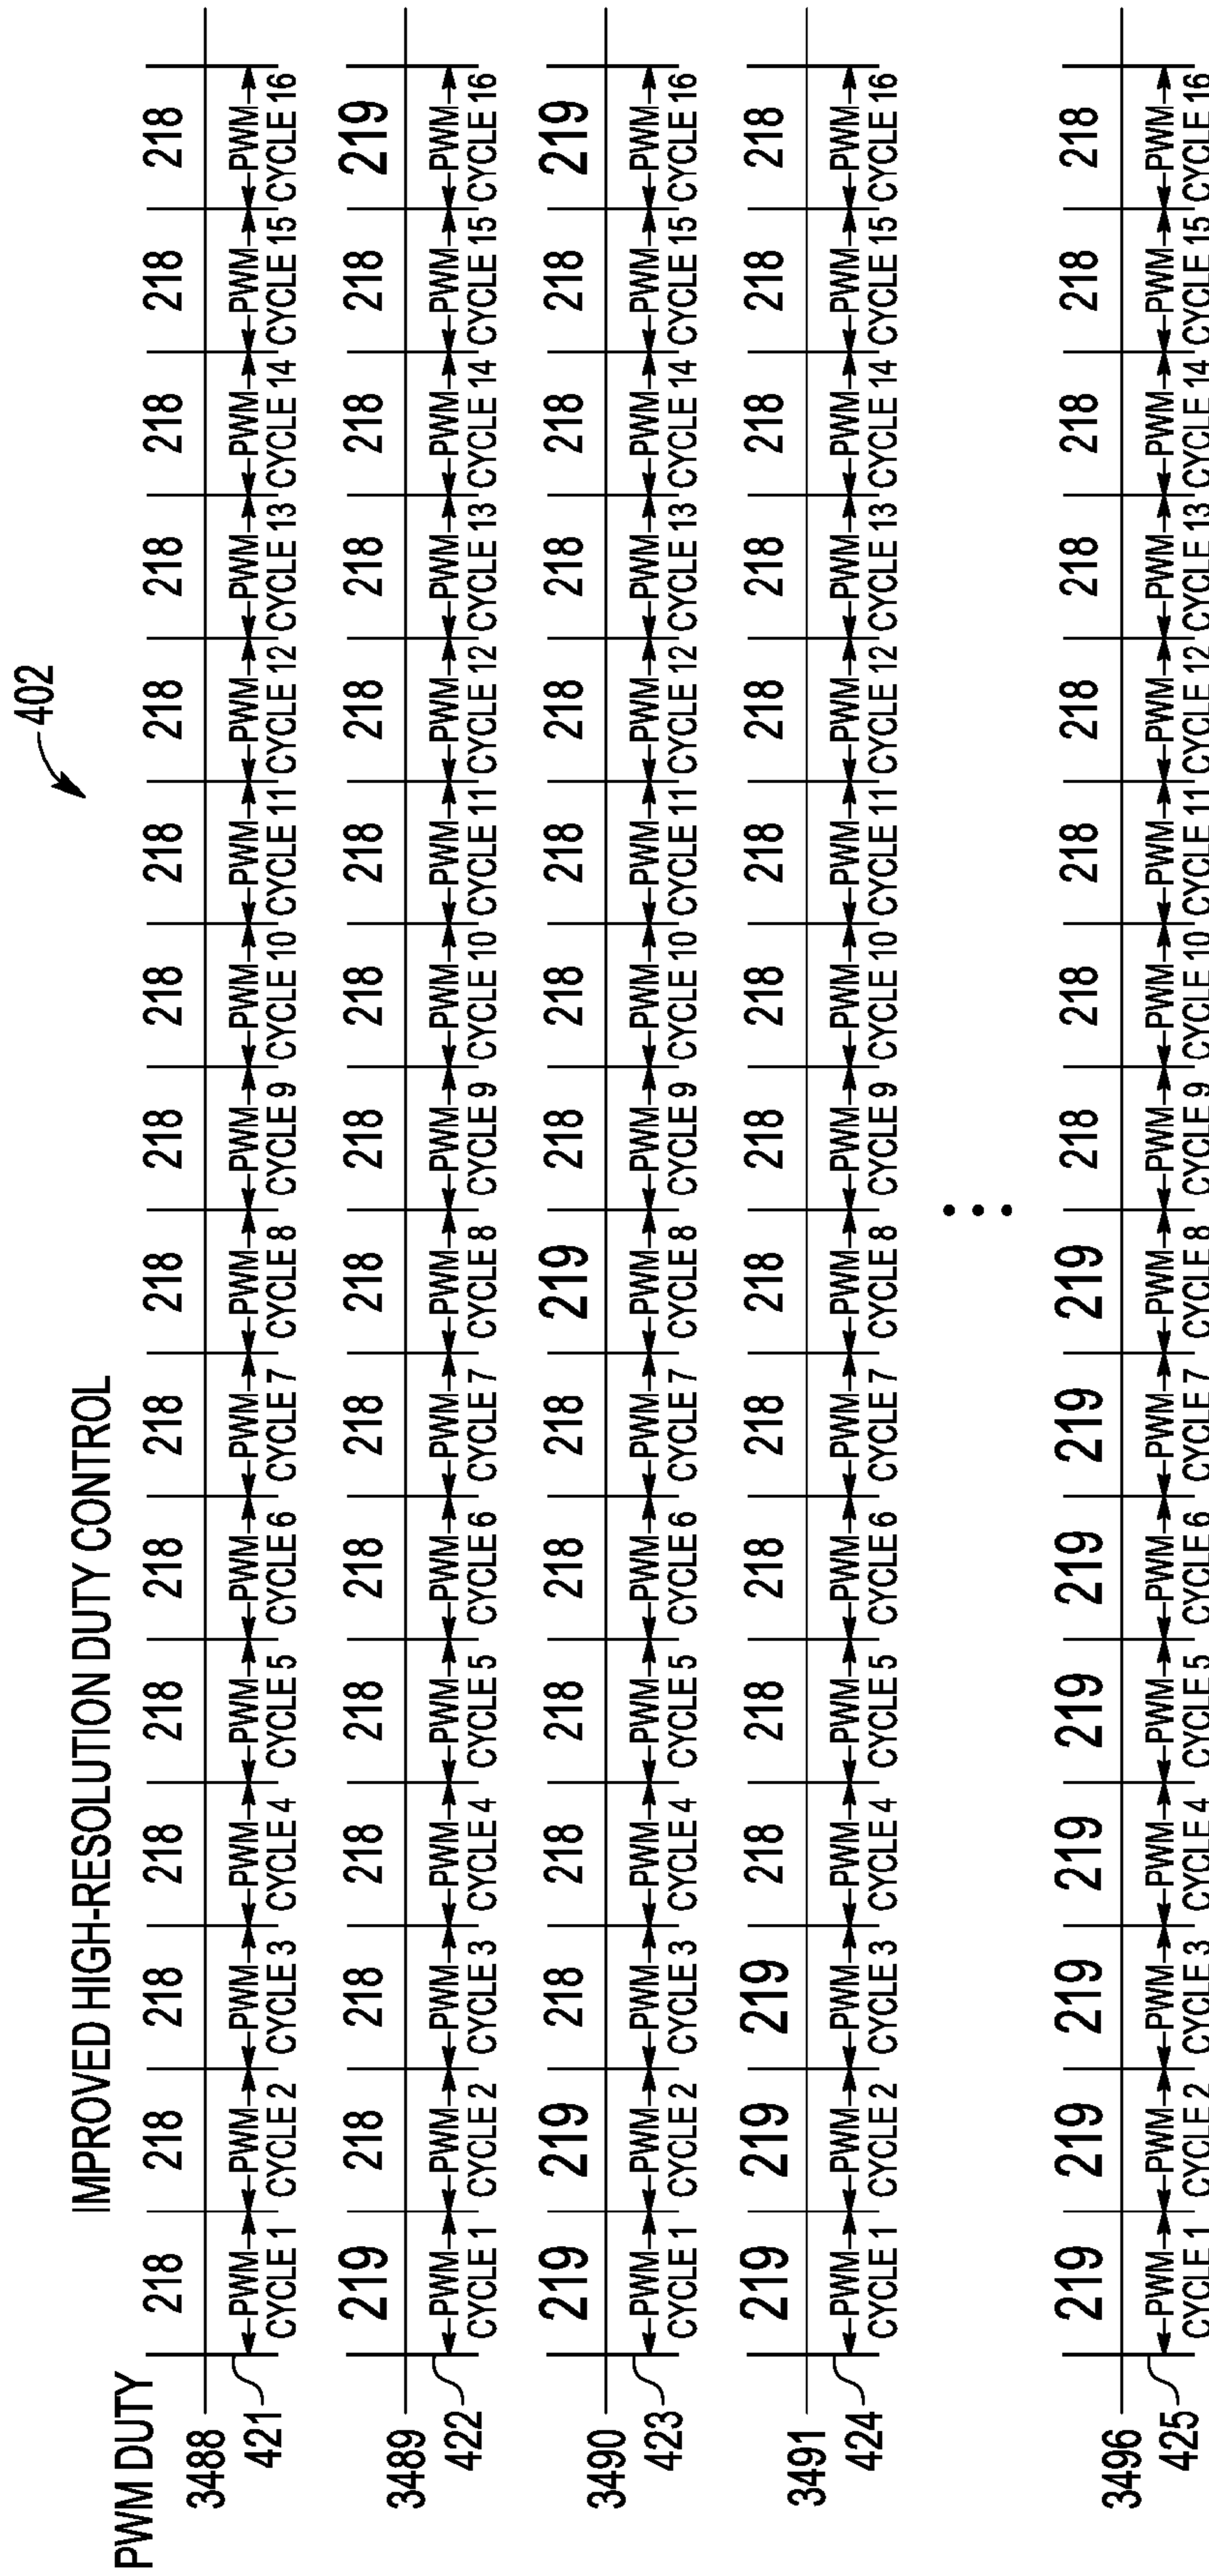 402
IMPROVED HIGH-RESOLUTION DUTY CONTROL
PWM DUTY
218 218 218 218 218 218 218 218 218 218 218 218 218 218 218 218
3488
PWM PWM PWM PWM PWM PWM PWM PWM PWM PWM PWM PWM PWM PWM PWM PWM
421 CYCLE 1 CYCLE 2 CYCLE 3 CYCLE 4 CYCLE 5 CYCLE 6 CYCLE 7 CYCLE 8 CYCLE 9 CYCLE 10 CYCLE 11 CYCLE 12 CYCLE 13 CYCLE 14 CYCLE 15 CYCLE 16
219 218 218 218 218 218 218 218 218 218 218 218 218 218 218 219
3489
PWM PWM PWM PWM PWM PWM PWM PWM PWM PWM PWM PWM PWM PWM PWM PWM
422 CYCLE 1 CYCLE 2 CYCLE 3 CYCLE 4 CYCLE 5 CYCLE 6 CYCLE 7 CYCLE 8 CYCLE 9 CYCLE 10 CYCLE 11 CYCLE 12 CYCLE 13 CYCLE 14 CYCLE 15 CYCLE 16
219 219 218 218 218 218 218 219 218 218 218 218 218 218 218 219
3490
PWM PWM PWM PWM PWM PWM PWM PWM PWM PWM PWM PWM PWM PWM PWM PWM
423 CYCLE 1 CYCLE 2 CYCLE 3 CYCLE 4 CYCLE 5 CYCLE 6 CYCLE 7 CYCLE 8 CYCLE 9 CYCLE 10 CYCLE 11 CYCLE 12 CYCLE 13 CYCLE 14 CYCLE 15 CYCLE 16
219 219 219 218 218 218 218 218 218 218 218 218 218 218 218 218
3491
PWM PWM PWM PWM PWM PWM PWM PWM PWM PWM PWM PWM PWM PWM PWM PWM
424 CYCLE 1 CYCLE 2 CYCLE 3 CYCLE 4 CYCLE 5 CYCLE 6 CYCLE 7 CYCLE 8 CYCLE 9 CYCLE 10 CYCLE 11 CYCLE 12 CYCLE 13 CYCLE 14 CYCLE 15 CYCLE 16
219 219 219 219 219 219 219 219 218 218 218 218 218 218 218 218
3496
PWM PWM PWM PWM PWM PWM PWM PWM PWM PWM PWM PWM PWM PWM PWM PWM
425 CYCLE 1 CYCLE 2 CYCLE 3 CYCLE 4 CYCLE 5 CYCLE 6 CYCLE 7 CYCLE 8 CYCLE 9 CYCLE 10 CYCLE 11 CYCLE 12 CYCLE 13 CYCLE 14 CYCLE 15 CYCLE 16